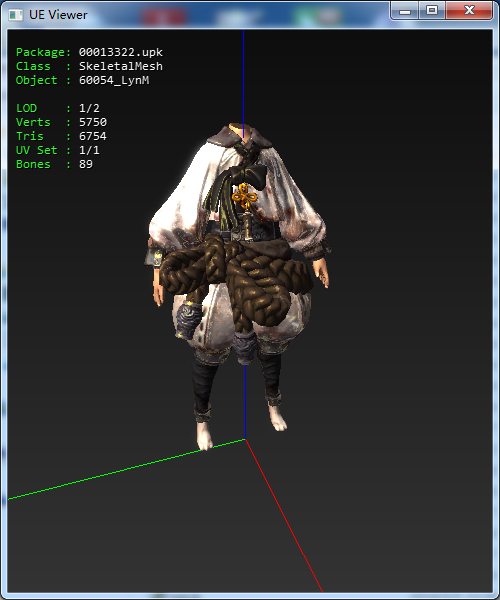 UE Viewer
Package: 00013322.upk
Class : SkeletalMesh
Object : 60054_LynM
LOD : 1/2
Verts : 5750
Tris : 6754
UV Set : 1/1
Bones : 89